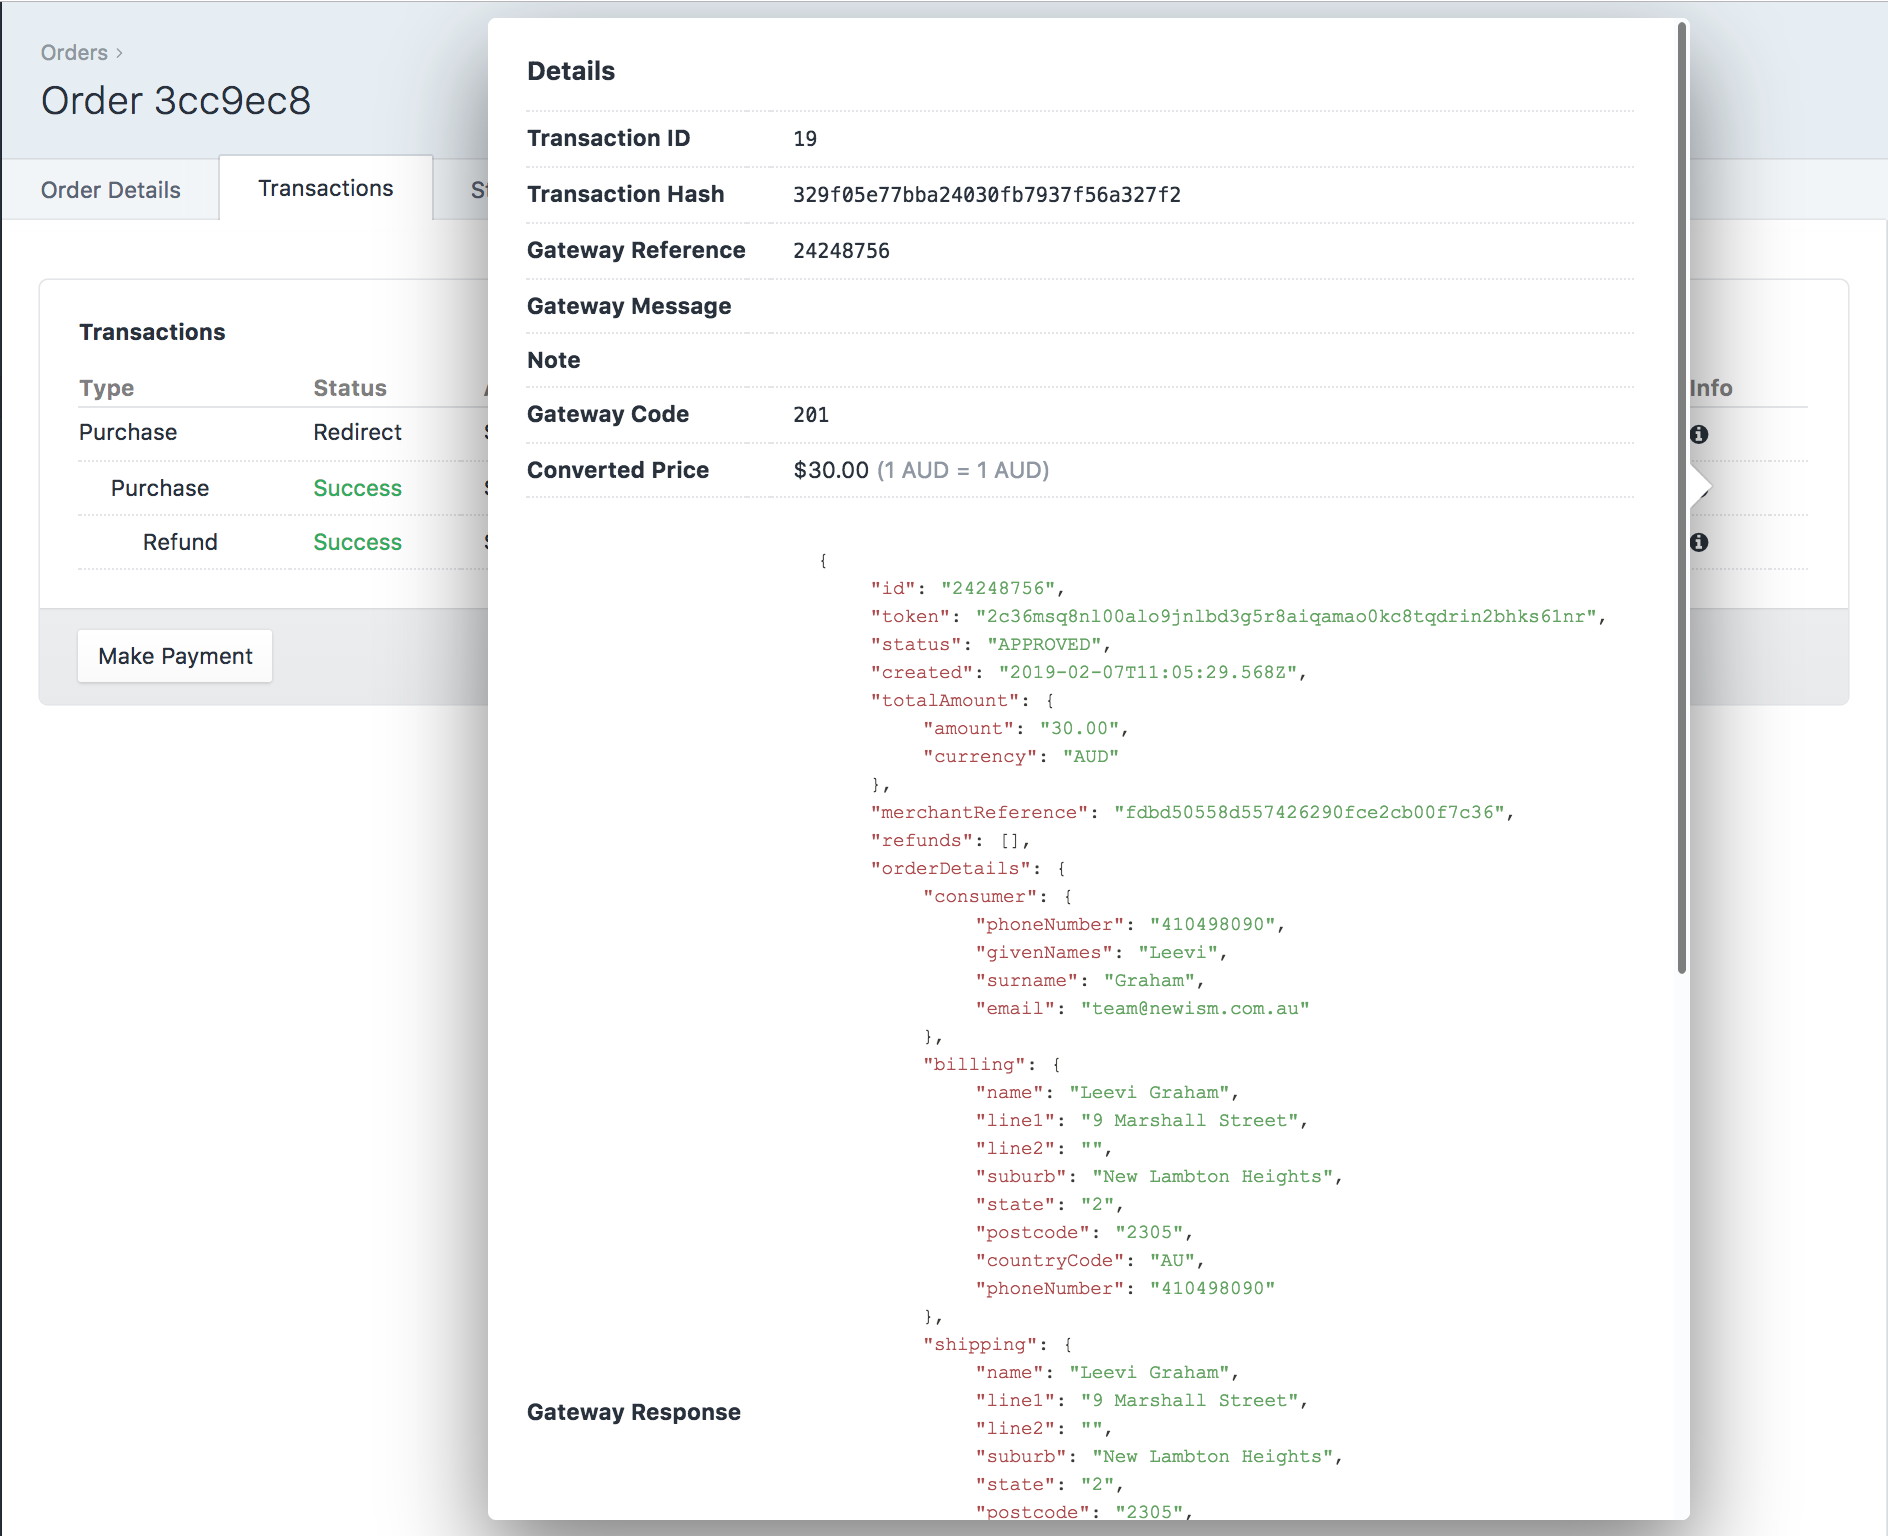 Orders ›
Order 3cc9ec8
Order Details
Transactions
Transactions
Type Status Info
Purchase Redirect
Purchase Success
Refund Success
Make Payment
Details
Transaction ID 19
Transaction Hash 329f05e77bba24030fb7937f56a327f2
Gateway Reference 24248756
Gateway Message
Note
Gateway Code 201
Converted Price $30.00 (1 AUD = 1 AUD)
{
"id": "24248756",
"token": "2c36msq8nl00alo9jnlbd3g5r8aiqamao0kc8tqdrin2bhks61nr",
"status": "APPROVED",
"created": "2019-02-07T11:05:29.568Z",
"totalAmount": {
"amount": "30.00",
"currency": "AUD"
},
"merchantReference": "fdbd50558d557426290fce2cb00f7c36",
"refunds": [],
"orderDetails": {
"consumer": {
"phoneNumber": "410498090",
"givenNames": "Leevi",
"surname": "Graham",
"email": "team@newism.com.au"
},
"billing": {
"name": "Leevi Graham",
"line1": "9 Marshall Street",
"line2": "",
"suburb": "New Lambton Heights",
"state": "2",
"postcode": "2305",
"countryCode": "AU",
"phoneNumber": "410498090"
},
"shipping": {
"name": "Leevi Graham",
"line1": "9 Marshall Street",
Gateway Response
"line2": "",
"suburb": "New Lambton Heights",
"state": "2",
"postcode": "2305",